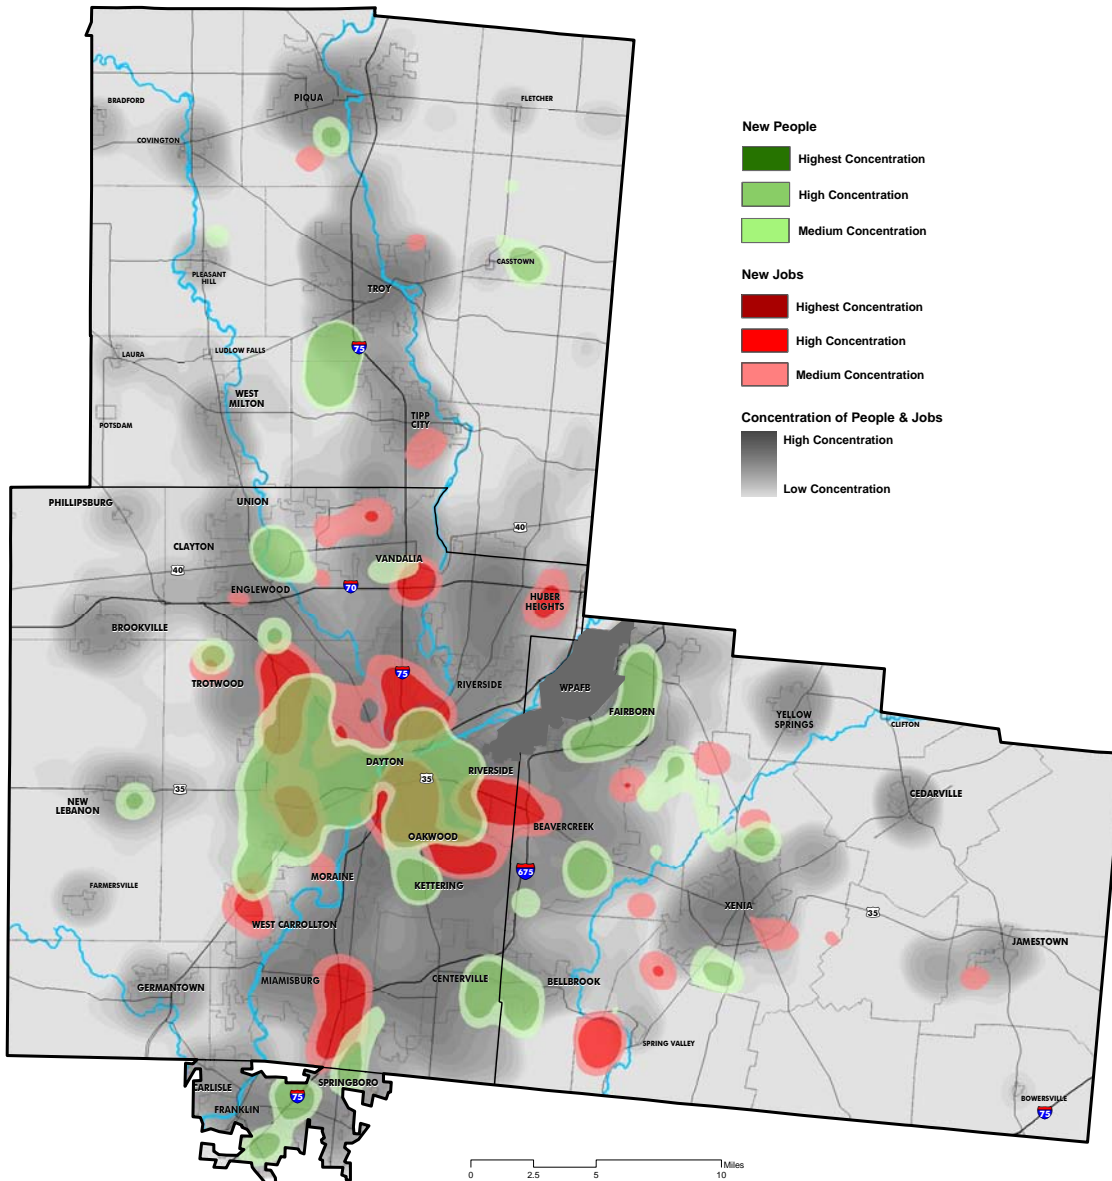 BRADFORD
PIQUA
FLETCHER
COVINGTON
PLEASANT
HILL
CASSTOWN
TROY
75
LAURA
LUDLOW FALLS
WEST
MILTON
POTSDAM
TIPP
CITY
New People
Highest Concentration
High Concentration
Medium Concentration
New Jobs
Highest Concentration
High Concentration
Medium Concentration
Concentration of People & Jobs
High Concentration
Low Concentration
PHILLIPSBURG
UNION
40
CLAYTON
VANDALIA
40
ENGLEWOOD
70
HUBER
HEIGHTS
BROOKVILLE
TROTWOOD
75
RIVERSIDE
WPAFB
FAIRBORN
YELLOW
SPRINGS
CLIFTON
DAYTON
RIVERSIDE
35
35
NEW
LEBANON
CEDARVILLE
OAKWOOD
BEAVERCREEK
MORAINE
KETTERING
675
FARMERSVILLE
XENIA
35
WEST CARROLLTON
JAMESTOWN
GERMANTOWN
MIAMISBURG
CENTERVILLE
BELLBROOK
SPRING VALLEY
CARLISLE
SPRINGBORO
75
FRANKLIN
BOWERSVILLE
75
Miles
0 2.5 5 10